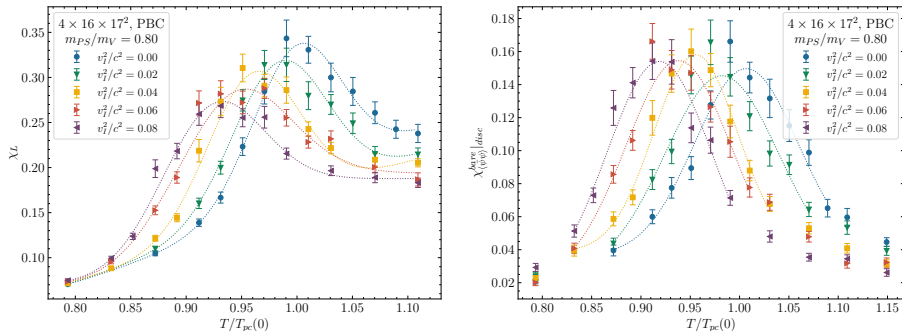 4 × 16 × 17², PBC
m_PS/m_V = 0.80
v_I²/c² = 0.00
v_I²/c² = 0.02
v_I²/c² = 0.04
v_I²/c² = 0.06
v_I²/c² = 0.08
χ_L
0.35
0.30
0.25
0.20
0.15
0.10
0.80 0.85 0.90 0.95 1.00 1.05 1.10
T/T_pc(0)
4 × 16 × 17², PBC
m_PS/m_V = 0.80
v_I²/c² = 0.00
v_I²/c² = 0.02
v_I²/c² = 0.04
v_I²/c² = 0.06
v_I²/c² = 0.08
χ^bare|disc_⟨ψ̄ψ⟩
0.16
0.14
0.12
0.10
0.08
0.06
0.04
0.02
0.80 0.85 0.90 0.95 1.00 1.05 1.10 1.15
T/T_pc(0)